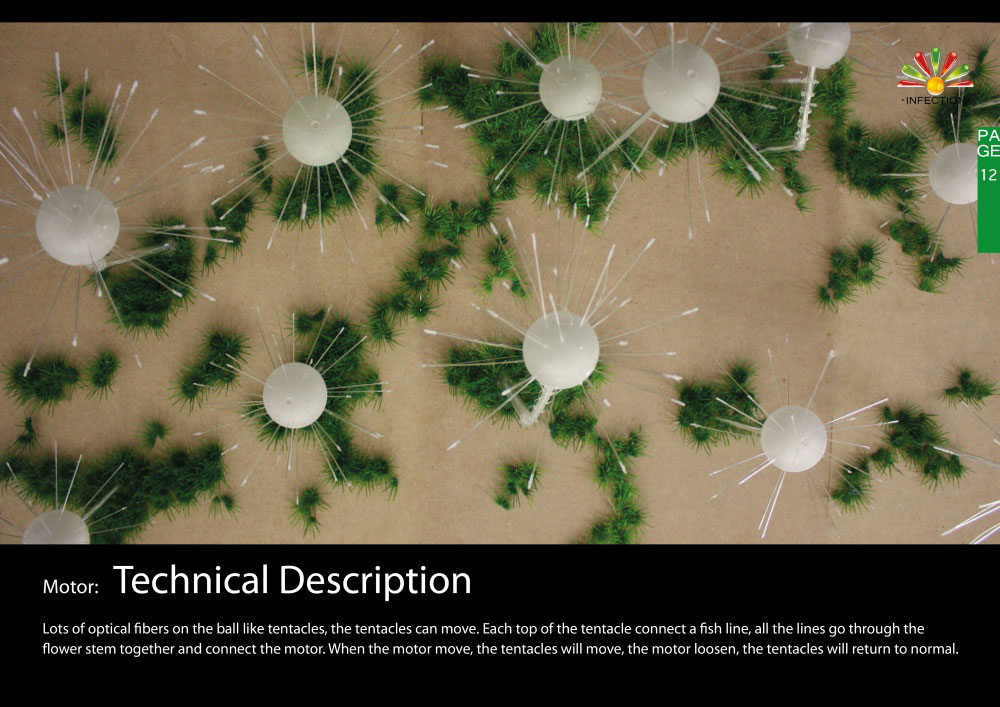 · INFECTION ·
PA
GE
12
Motor: Technical Description
Lots of optical fibers on the ball like tentacles, the tentacles can move. Each top of the tentacle connect a fish line, all the lines go through the
flower stem together and connect the motor. When the motor move, the tentacles will move, the motor loosen, the tentacles will return to normal.